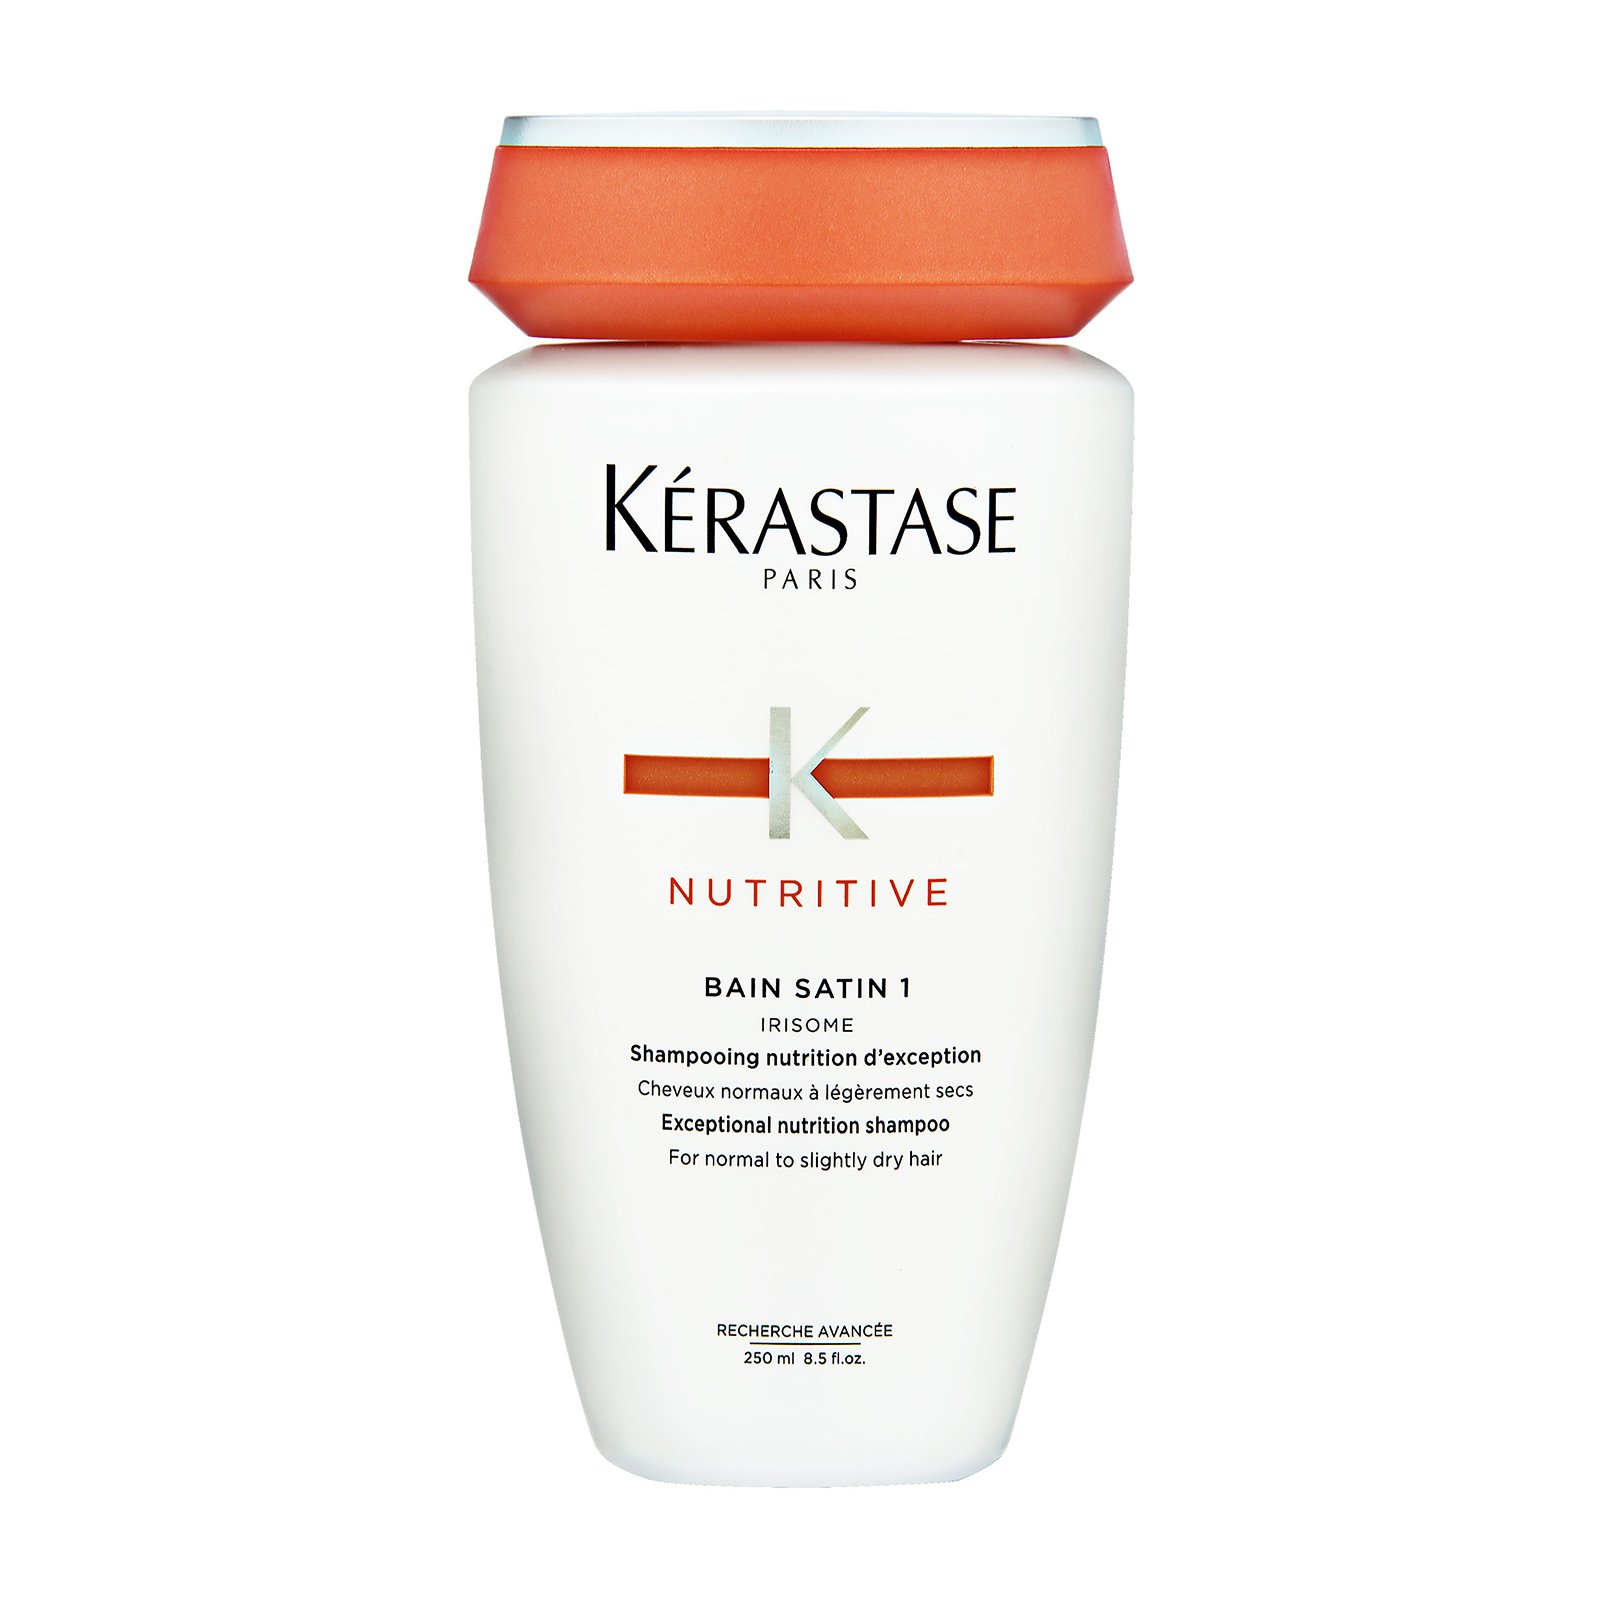 KÉRASTASE
PARIS
K
NUTRITIVE
BAIN SATIN 1
IRISOME
Shampooing nutrition d'exception
Cheveux normaux à légèrement secs
Exceptional nutrition shampoo
For normal to slightly dry hair
RECHERCHE AVANCÉE
250 ml 8.5 fl.oz.